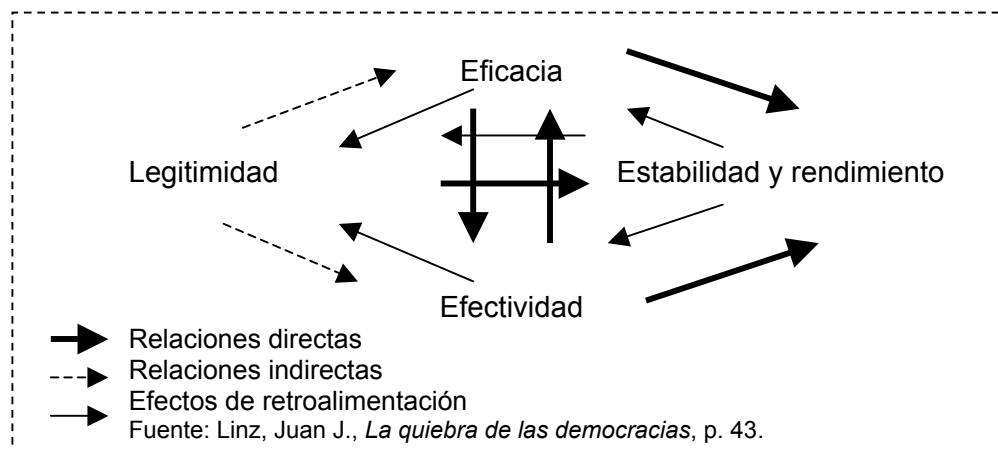 Eficacia
Legitimidad
Estabilidad y rendimiento
Efectividad
Relaciones directas
Relaciones indirectas
Efectos de retroalimentación
Fuente: Linz, Juan J., La quiebra de las democracias, p. 43.